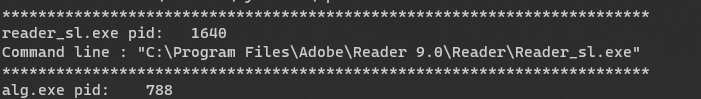 ************************************************************************
reader_sl.exe pid:   1640
Command line : "C:\Program Files\Adobe\Reader 9.0\Reader\Reader_sl.exe"
************************************************************************
alg.exe pid:    788